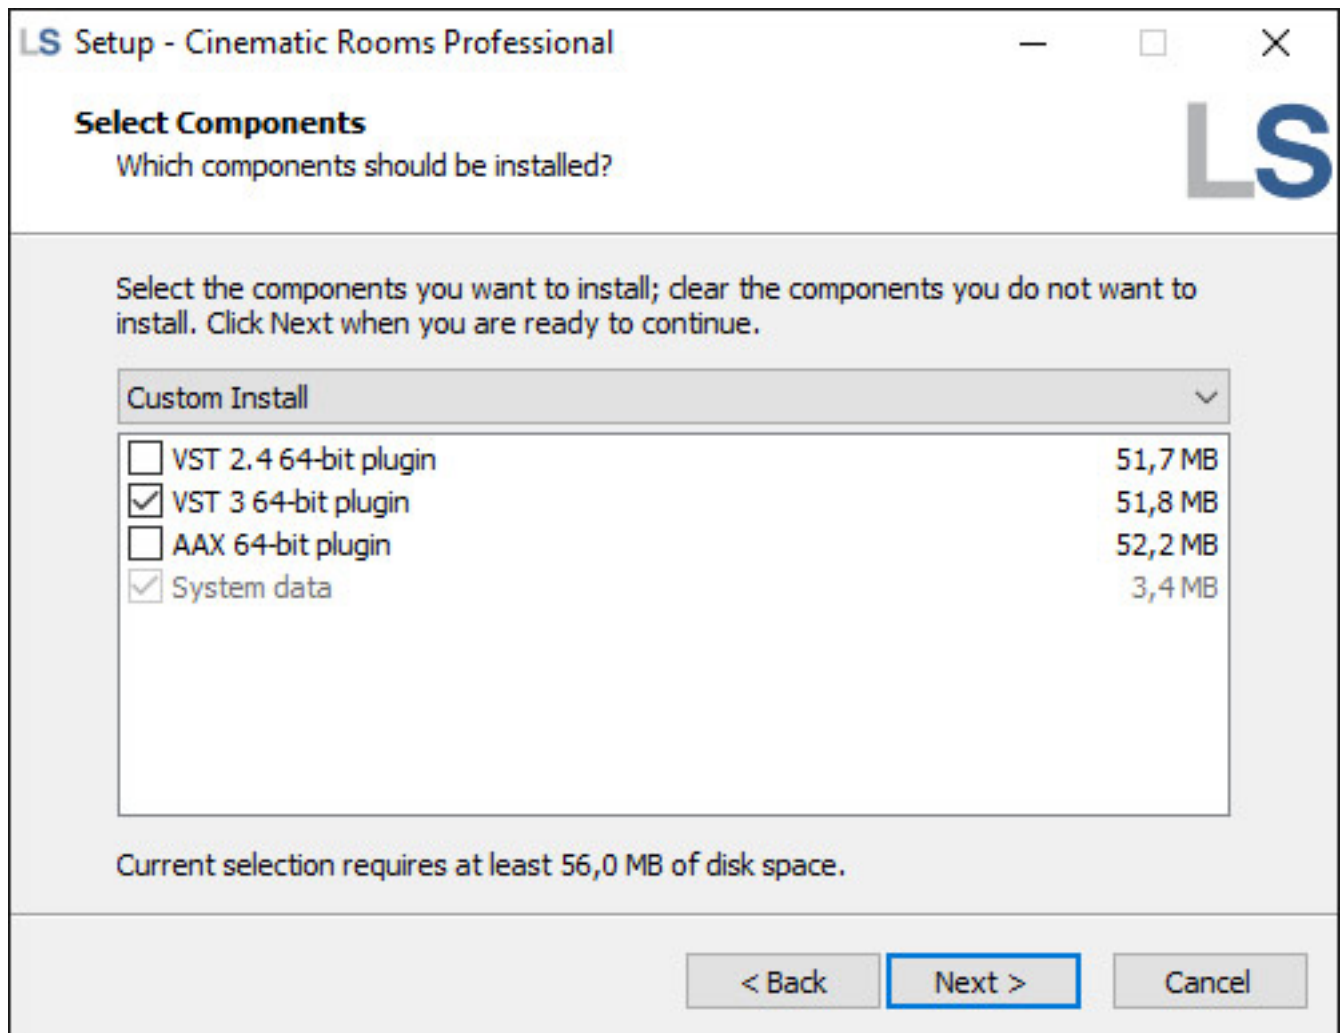 LS Setup - Cinematic Rooms Professional
Select Components
Which components should be installed?
LS
Select the components you want to install; clear the components you do not want to
install. Click Next when you are ready to continue.
Custom Install
VST 2.4 64-bit plugin 51,7 MB
VST 3 64-bit plugin 51,8 MB
AAX 64-bit plugin 52,2 MB
System data 3,4 MB
Current selection requires at least 56,0 MB of disk space.
< Back Next > Cancel